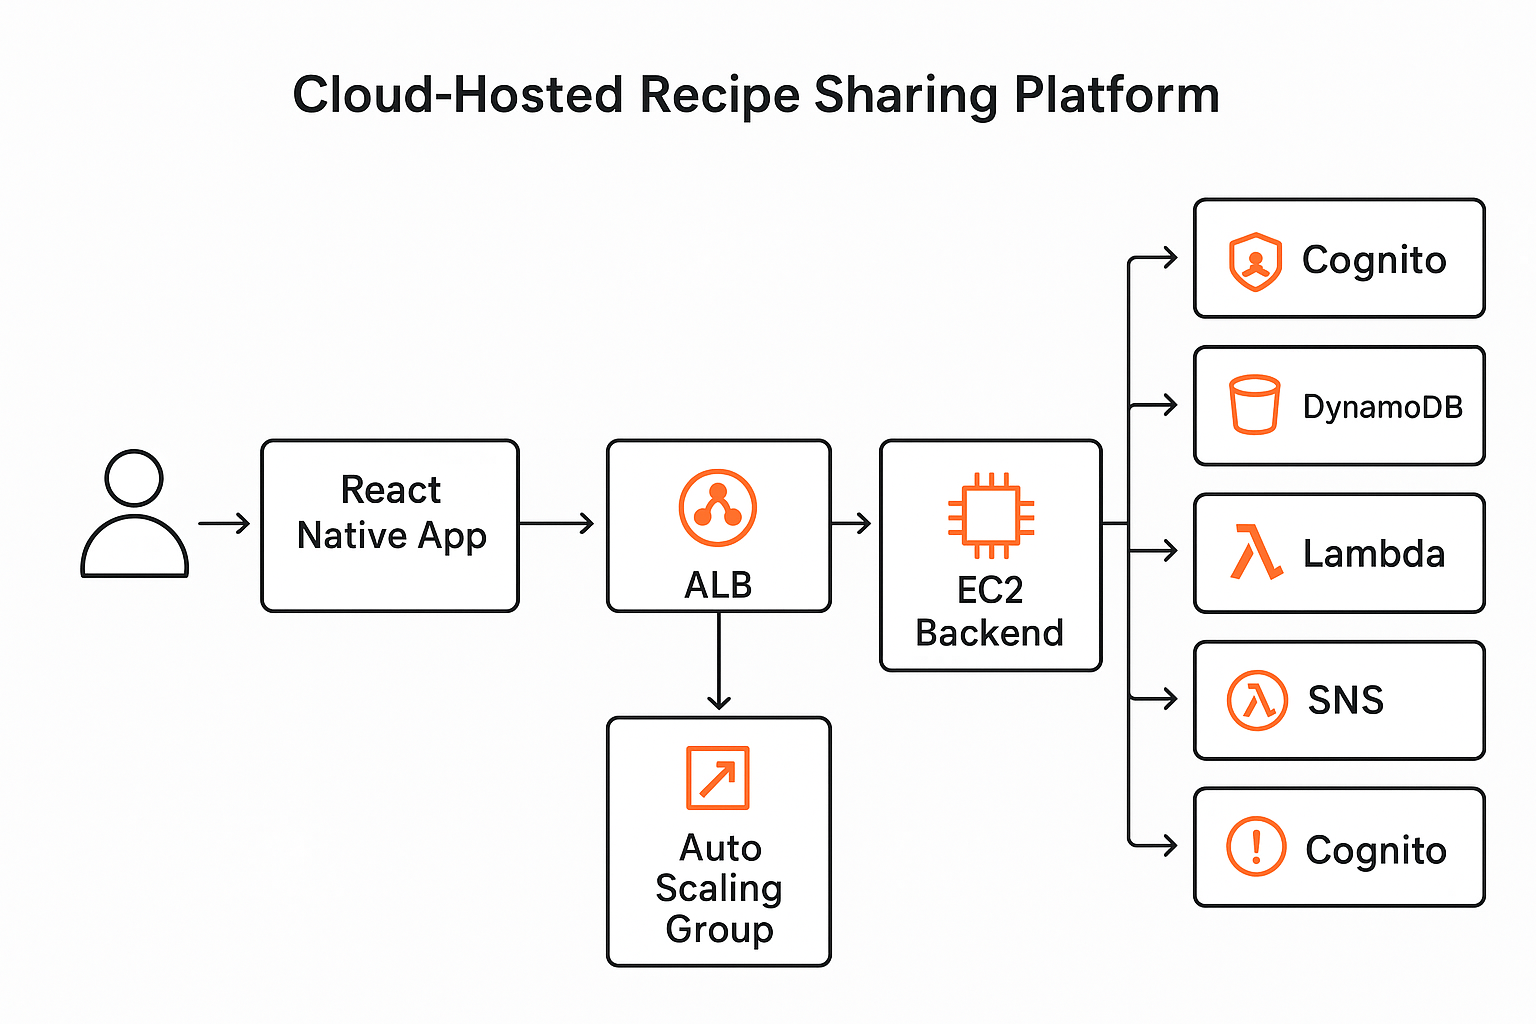 Cloud-Hosted Recipe Sharing Platform
React
Native App
ALB
Auto
Scaling
Group
EC2
Backend
Cognito
DynamoDB
Lambda
SNS
Cognito